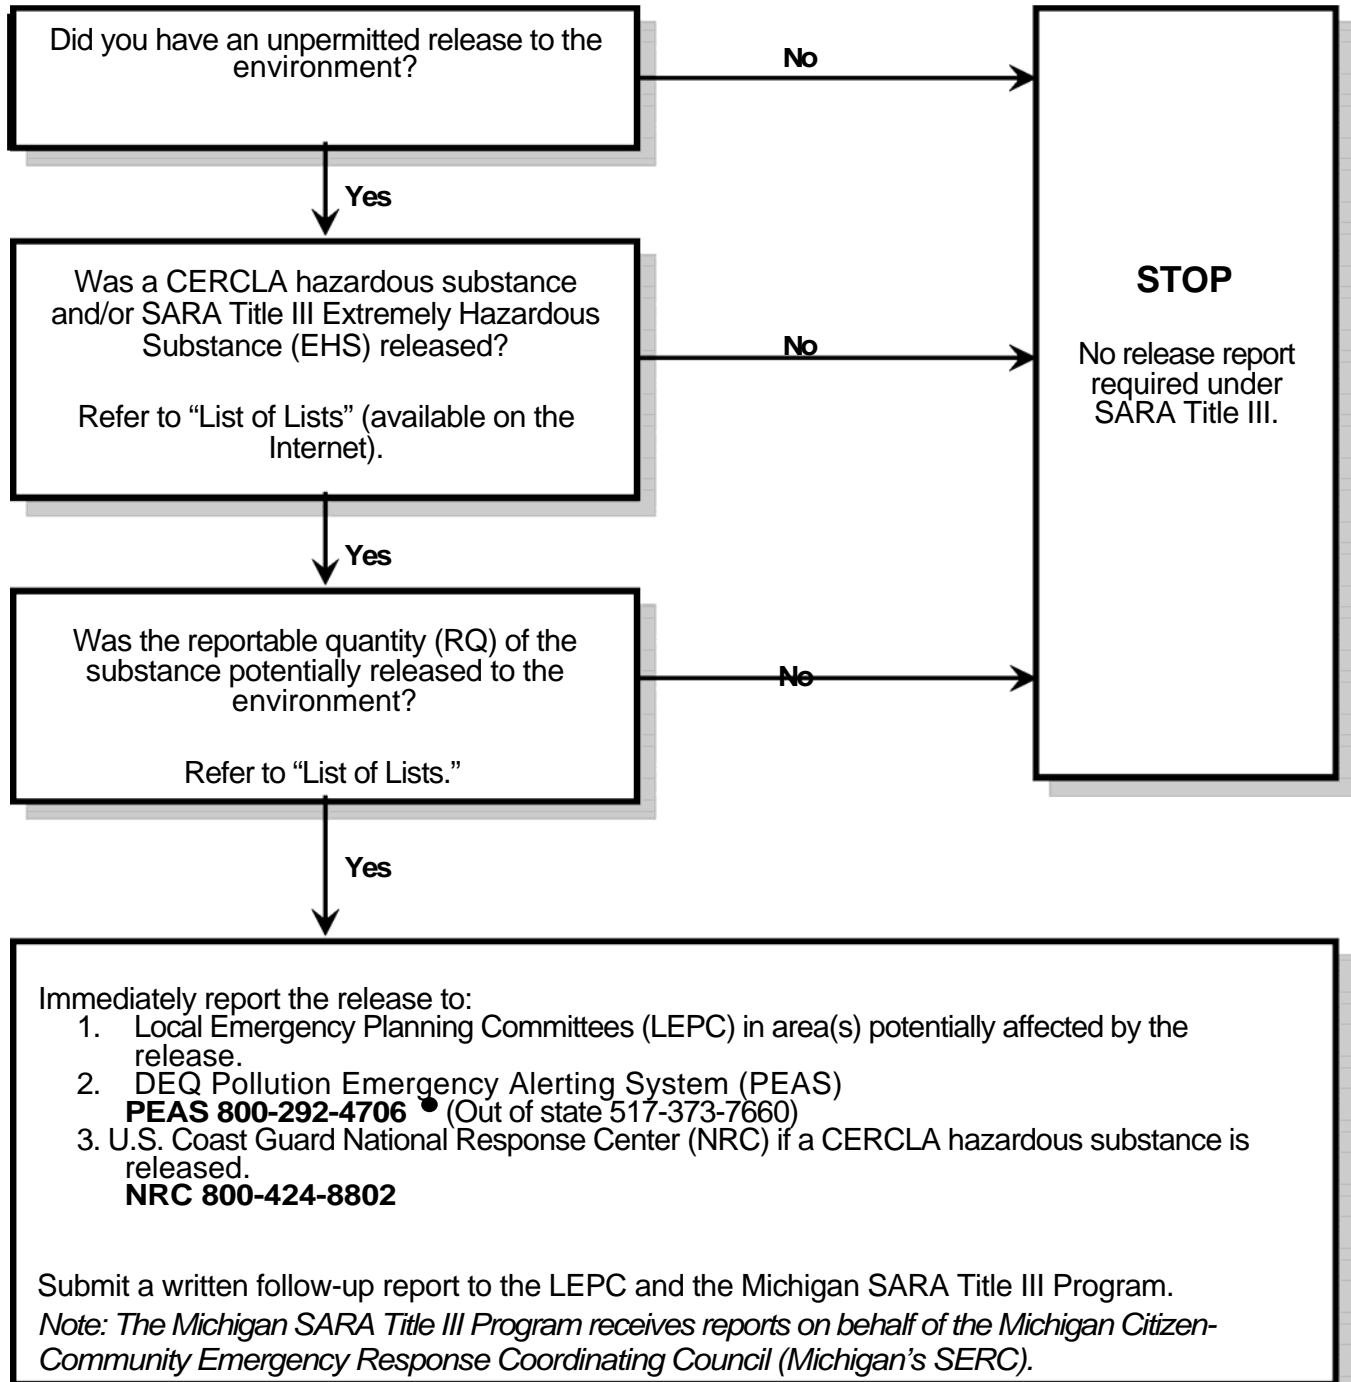 Did you have an unpermitted release to the
environment?
No
Yes
Was a CERCLA hazardous substance
and/or SARA Title III Extremely Hazardous
Substance (EHS) released?
Refer to “List of Lists” (available on the
Internet).
No
Yes
Was the reportable quantity (RQ) of the
substance potentially released to the
environment?
Refer to “List of Lists.”
No
Yes
STOP
No release report
required under
SARA Title III.
Immediately report the release to:
1. Local Emergency Planning Committees (LEPC) in area(s) potentially affected by the
release.
2. DEQ Pollution Emergency Alerting System (PEAS)
PEAS 800-292-4706 • (Out of state 517-373-7660)
3. U.S. Coast Guard National Response Center (NRC) if a CERCLA hazardous substance is
released.
NRC 800-424-8802
Submit a written follow-up report to the LEPC and the Michigan SARA Title III Program.
Note: The Michigan SARA Title III Program receives reports on behalf of the Michigan Citizen-
Community Emergency Response Coordinating Council (Michigan’s SERC).